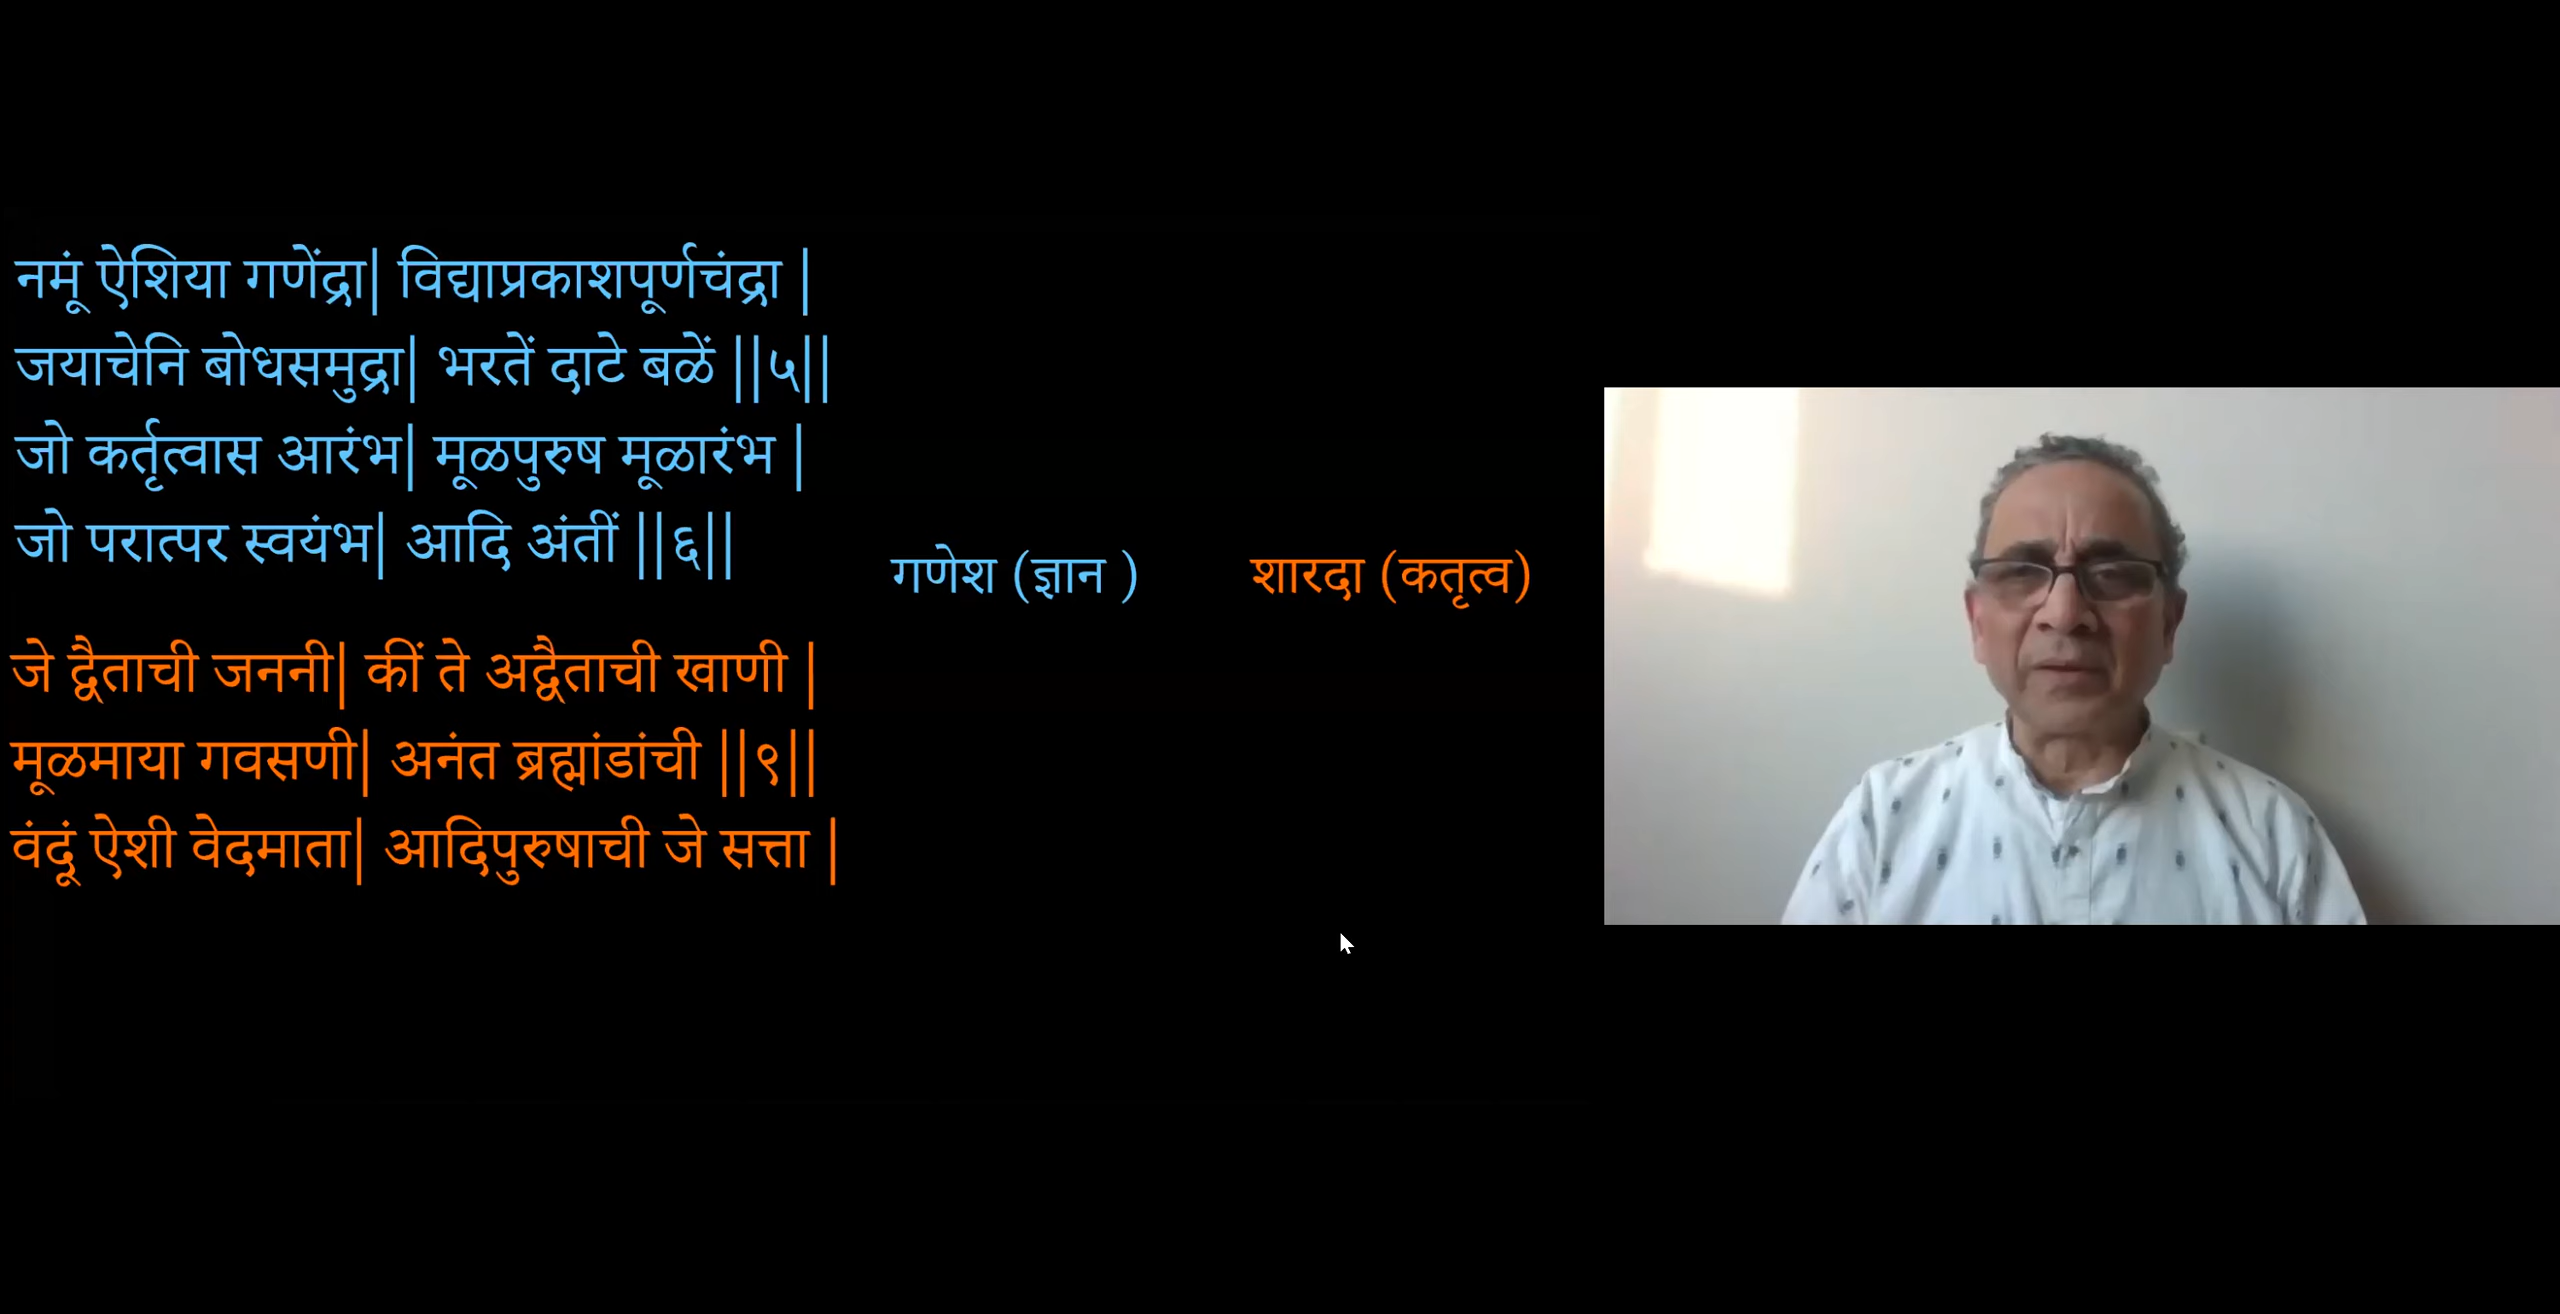 नमूं ऐशिया गणेंद्रा| विद्याप्रकाशपूर्णचंद्रा |
जयाचेनि बोधसमुद्रा| भरतें दाटे बळें ||५||
जो कर्तृत्वास आरंभ| मूळपुरुष मूळारंभ |
जो परात्पर स्वयंभ| आदि अंतीं ||६||
गणेश (ज्ञान )
शारदा (कतृत्व)
जे द्वैताची जननी| कीं ते अद्वैताची खाणी |
मूळमाया गवसणी| अनंत ब्रह्मांडांची ||९||
वंदूं ऐशी वेदमाता| आदिपुरुषाची जे सत्ता |